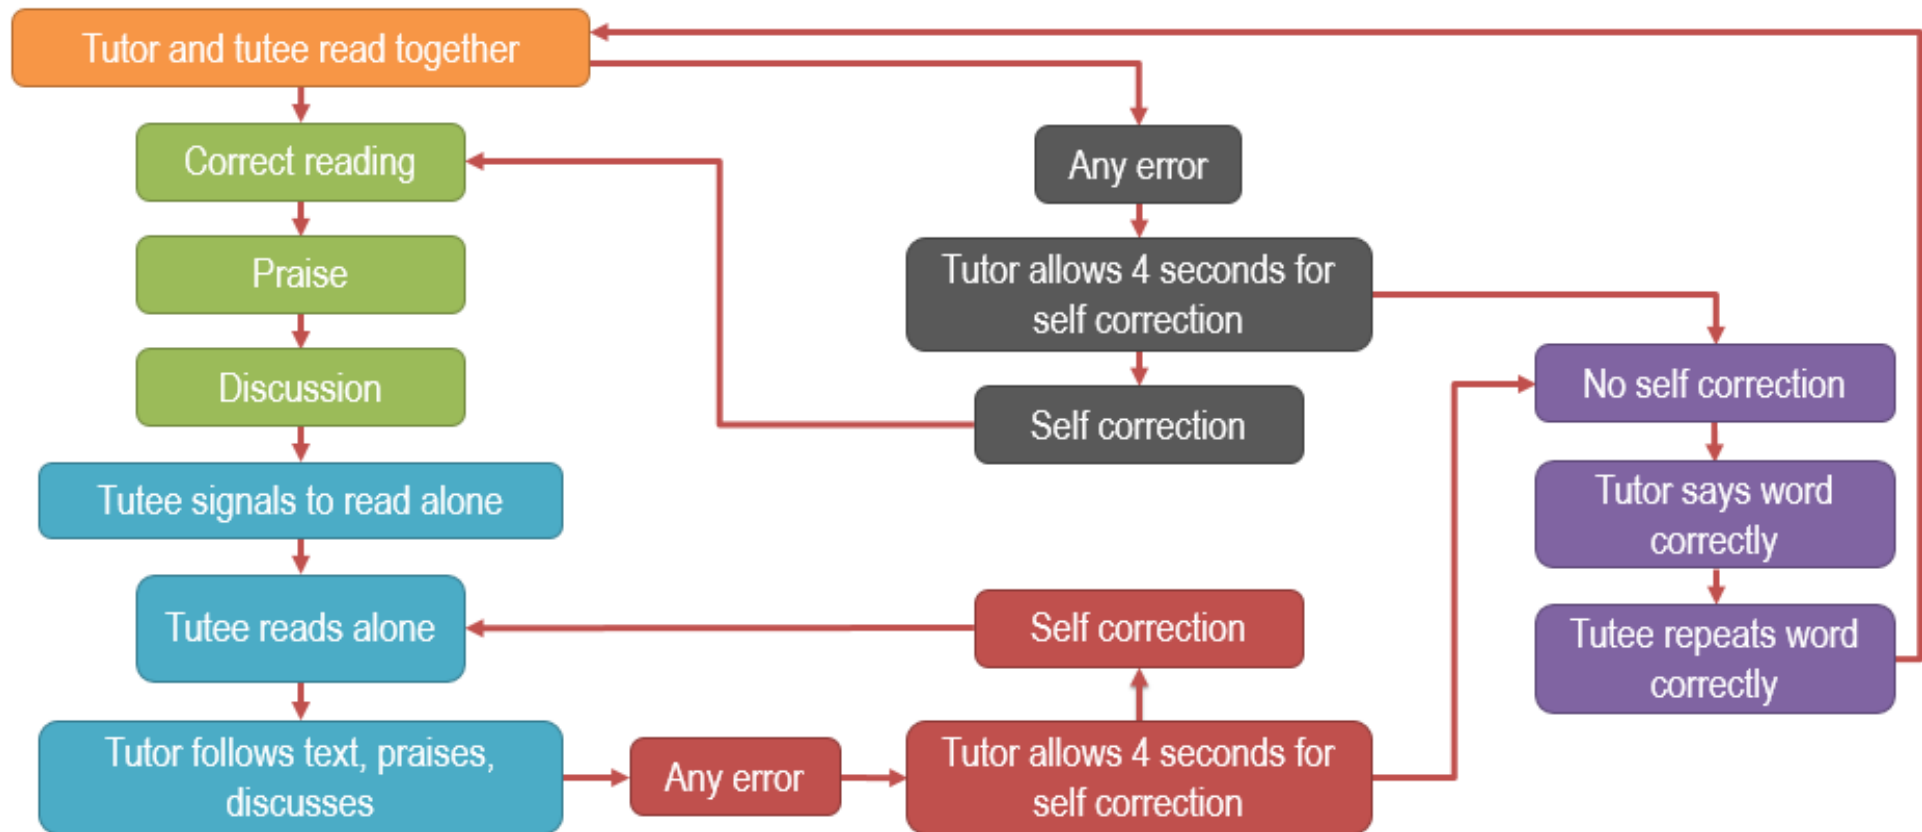 Tutor and tutee read together
Correct reading
Praise
Discussion
Tutee signals to read alone
Tutee reads alone
Tutor follows text, praises,
discusses
Any error
Tutor allows 4 seconds for
self correction
Self correction
Any error
Tutor allows 4 seconds for
self correction
Self correction
No self correction
Tutor says word
correctly
Tutee repeats word
correctly